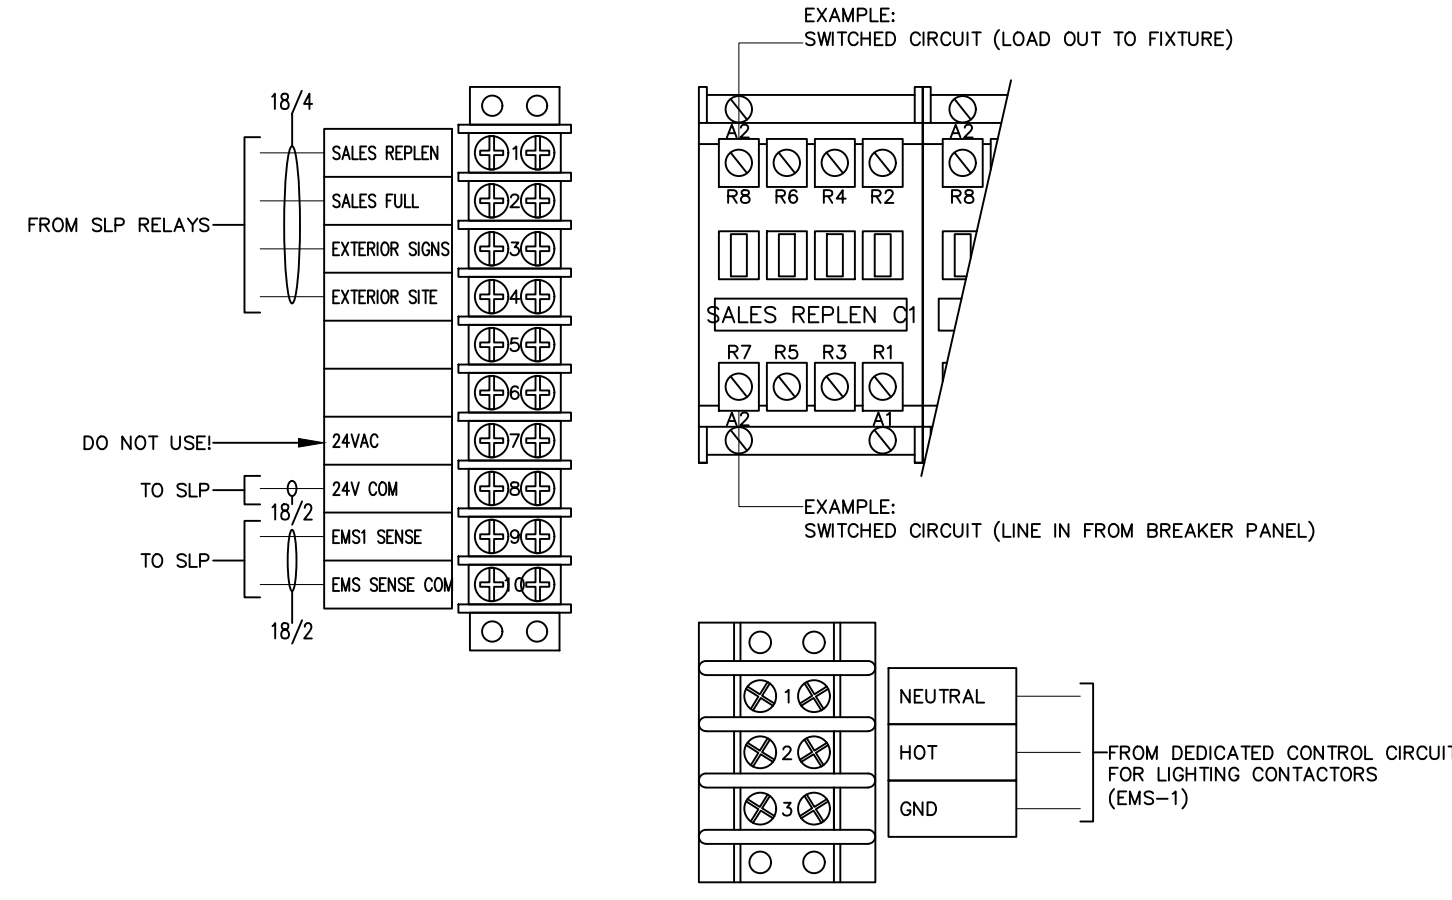 18/4
FROM SLP RELAYS
SALES REPLEN 1
SALES FULL 2
EXTERIOR SIGNS 3
EXTERIOR SITE 4
5
6
DO NOT USE! 24VAC 7
TO SLP 24V COM 8
18/2
TO SLP
EMS1 SENSE 9
EMS SENSE COM 10
18/2
EXAMPLE:
SWITCHED CIRCUIT (LOAD OUT TO FIXTURE)
A2 A2
R8 R6 R4 R2 R8
SALES REPLEN C1
R7 R5 R3 R1
A2 A1
EXAMPLE:
SWITCHED CIRCUIT (LINE IN FROM BREAKER PANEL)
1 NEUTRAL
2 HOT
3 GND
FROM DEDICATED CONTROL CIRCUIT
FOR LIGHTING CONTACTORS
(EMS-1)